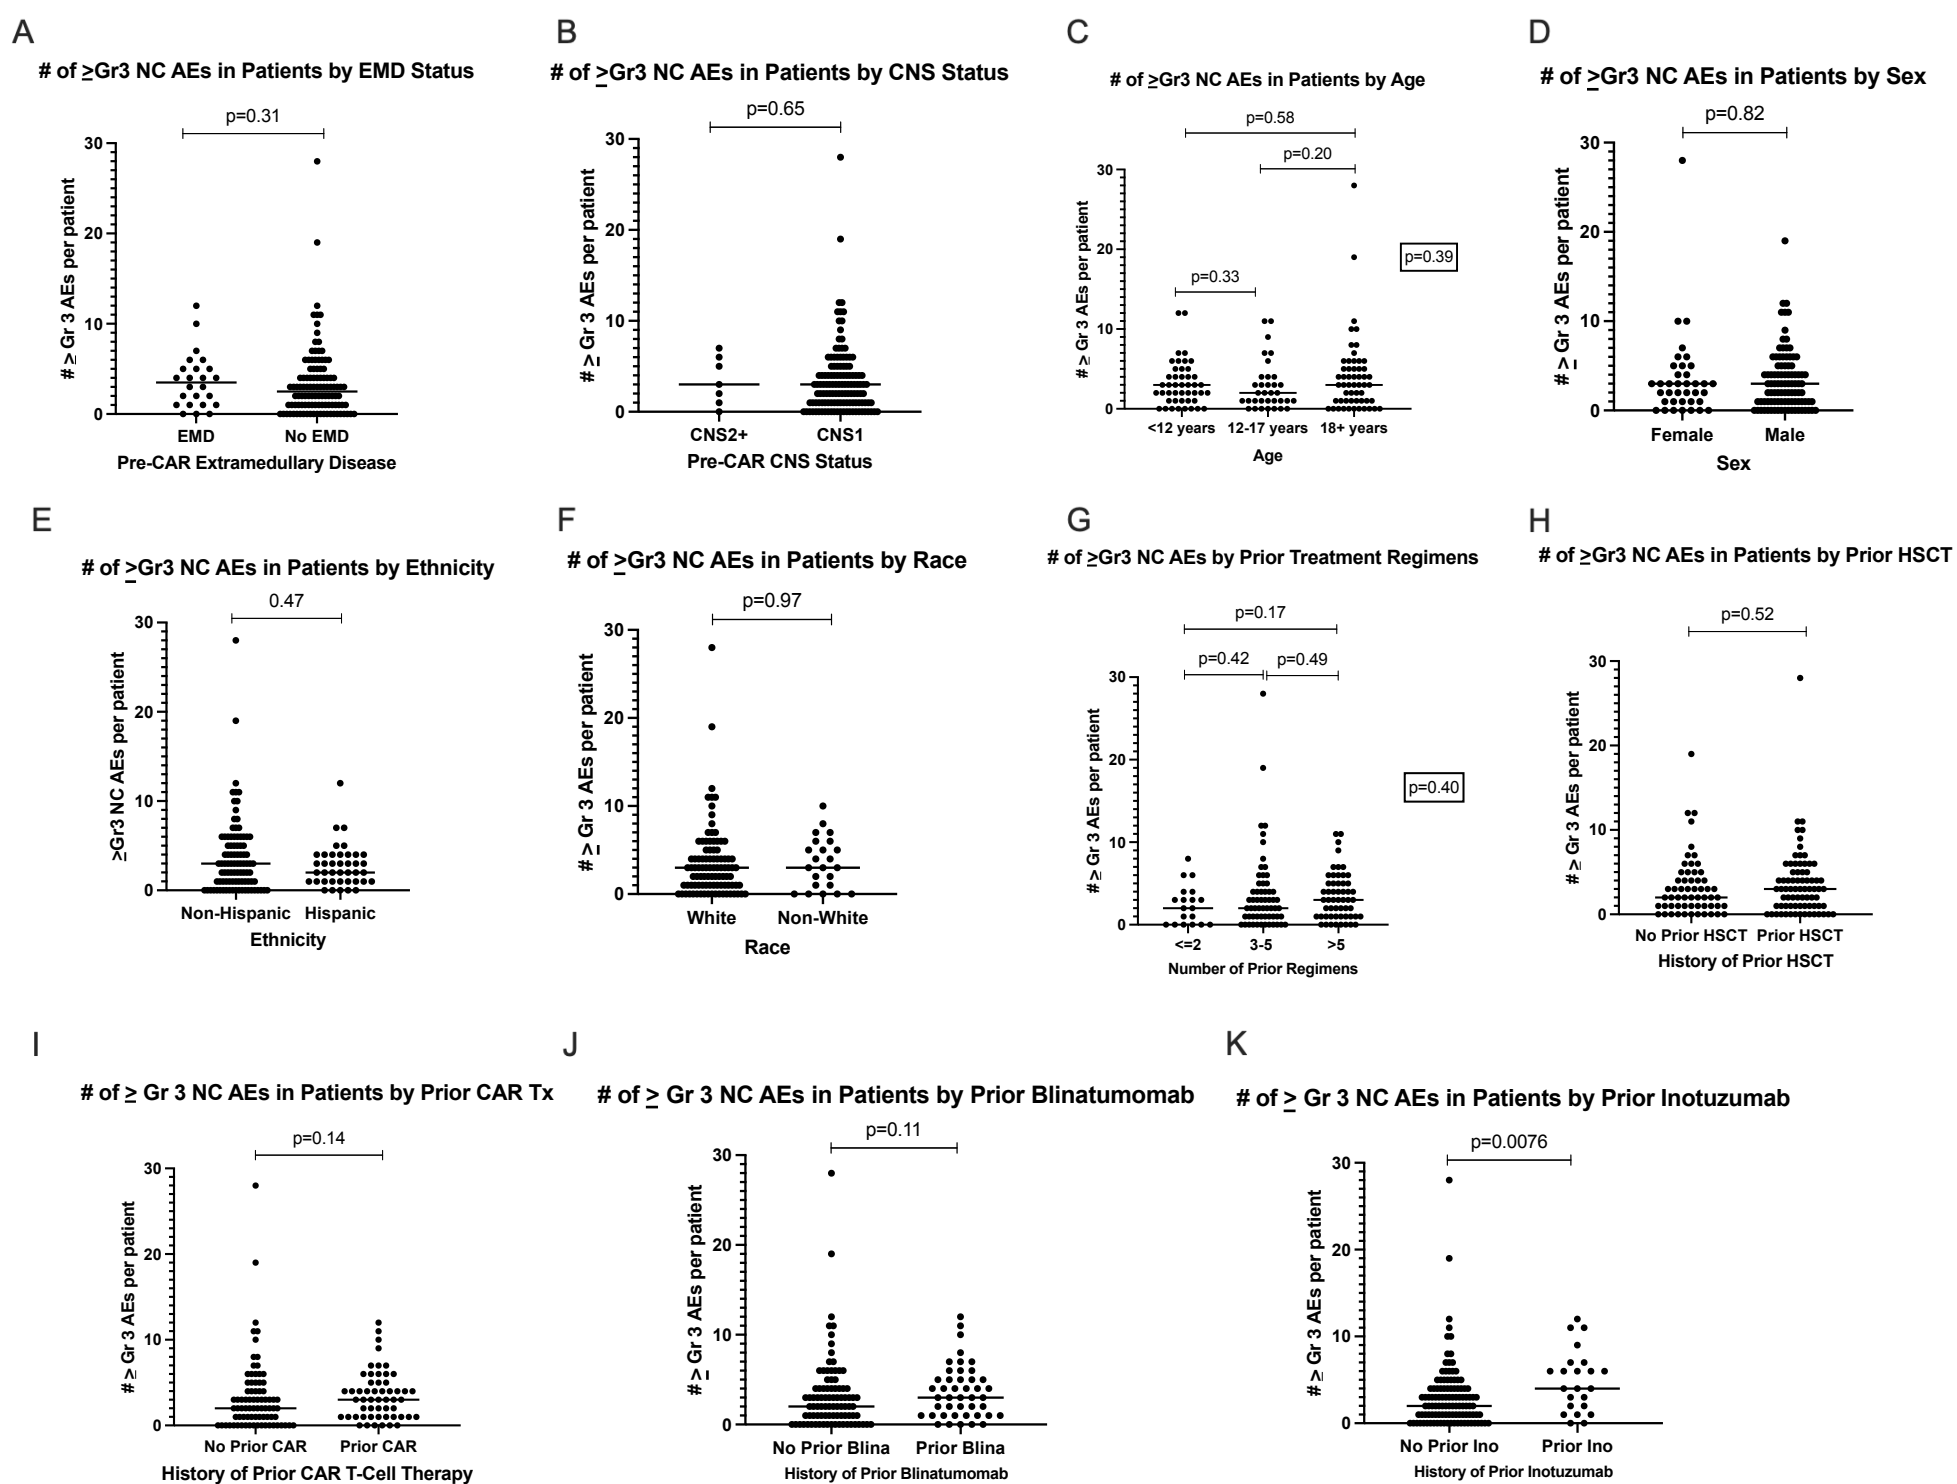 A
# of ≥Gr3 NC AEs in Patients by EMD Status
p=0.31
# ≥ Gr 3 AEs per patient
30
20
10
0
EMD
No EMD
Pre-CAR Extramedullary Disease
B
# of ≥Gr3 NC AEs in Patients by CNS Status
p=0.65
# ≥ Gr 3 AEs per patient
30
20
10
0
CNS2+
CNS1
Pre-CAR CNS Status
C
# of ≥Gr3 NC AEs in Patients by Age
p=0.58
p=0.20
p=0.33
p=0.39
# ≥ Gr 3 AEs per patient
30
20
10
0
<12 years
12-17 years
18+ years
Age
D
# of ≥Gr3 NC AEs in Patients by Sex
p=0.82
# ≥ Gr 3 AEs per patient
30
20
10
0
Female
Male
Sex
E
# of ≥Gr3 NC AEs in Patients by Ethnicity
0.47
≥Gr3 NC AEs per patient
30
20
10
0
Non-Hispanic
Hispanic
Ethnicity
F
# of ≥Gr3 NC AEs in Patients by Race
p=0.97
# ≥ Gr 3 AEs per patient
30
20
10
0
White
Non-White
Race
G
# of ≥Gr3 NC AEs by Prior Treatment Regimens
p=0.17
p=0.42
p=0.49
p=0.40
# ≥ Gr 3 AEs per patient
30
20
10
0
<=2
3-5
>5
Number of Prior Regimens
H
# of ≥Gr3 NC AEs in Patients by Prior HSCT
p=0.52
# ≥ Gr 3 AEs per patient
30
20
10
0
No Prior HSCT
Prior HSCT
History of Prior HSCT
I
# of ≥ Gr 3 NC AEs in Patients by Prior CAR Tx
p=0.14
# ≥ Gr 3 AEs per patient
30
20
10
0
No Prior CAR
Prior CAR
History of Prior CAR T-Cell Therapy
J
# of ≥ Gr 3 NC AEs in Patients by Prior Blinatumomab
p=0.11
# ≥ Gr 3 AEs per patient
30
20
10
0
No Prior Blina
Prior Blina
History of Prior Blinatumomab
K
# of ≥ Gr 3 NC AEs in Patients by Prior Inotuzumab
p=0.0076
# ≥ Gr 3 AEs per patient
30
20
10
0
No Prior Ino
Prior Ino
History of Prior Inotuzumab